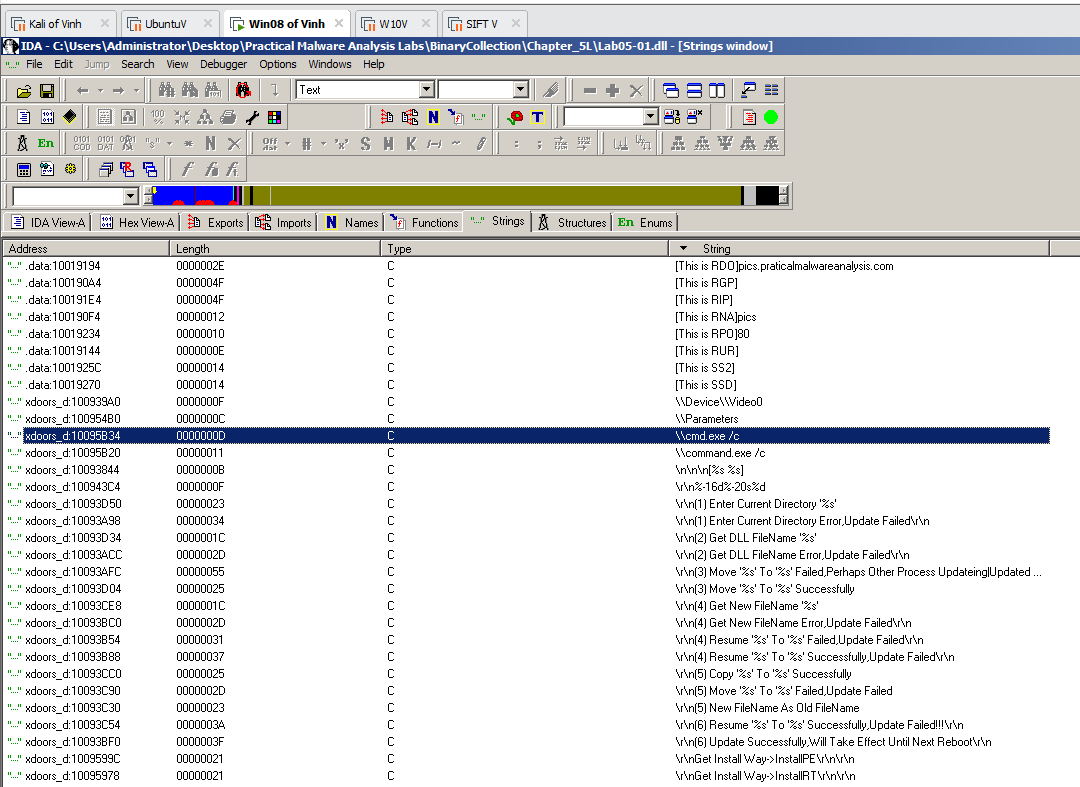 Kali of Vinh × UbuntuV × Win08 of Vinh × W10V × SIFT V ×
IDA - C:\Users\Administrator\Desktop\Practical Malware Analysis Labs\BinaryCollection\Chapter_5L\Lab05-01.dll - [Strings window]
File Edit Jump Search View Debugger Options Windows Help
Text
En
IDA View-A Hex View-A Exports Imports N Names Functions Strings Structures En Enums
Address Length Type String
.data:10019194 0000002E C [This is RDO]pics.praticalmalwareanalysis.com
.data:100190A4 0000004F C [This is RGP]
.data:100191E4 0000004F C [This is RIP]
.data:100190F4 00000012 C [This is RNA]pics
.data:10019234 00000010 C [This is RPO]80
.data:10019144 0000000E C [This is RUR]
.data:1001925C 00000014 C [This is SS2]
.data:10019270 00000014 C [This is SSD]
xdoors_d:100939A0 0000000F C \\Device\\Video0
xdoors_d:100954B0 0000000C C \\Parameters
xdoors_d:10095B34 0000000D C \\cmd.exe /c
xdoors_d:10095B20 00000011 C \\command.exe /c
xdoors_d:10093844 0000000B C \n\n\n[%s %s]
xdoors_d:100943C4 0000000F C \r\n%-16d%-20s%d
xdoors_d:10093D50 00000023 C \r\n(1) Enter Current Directory '%s'
xdoors_d:10093A98 00000034 C \r\n(1) Enter Current Directory Error,Update Failed\r\n
xdoors_d:10093D34 0000001C C \r\n(2) Get DLL FileName '%s'
xdoors_d:10093ACC 0000002D C \r\n(2) Get DLL FileName Error,Update Failed\r\n
xdoors_d:10093AFC 00000055 C \r\n(3) Move '%s' To '%s' Failed,Perhaps Other Process Updateing|Updated ...
xdoors_d:10093D04 00000025 C \r\n(3) Move '%s' To '%s' Successfully
xdoors_d:10093CE8 0000001C C \r\n(4) Get New FileName '%s'
xdoors_d:10093BC0 0000002D C \r\n(4) Get New FileName Error,Update Failed\r\n
xdoors_d:10093B54 00000031 C \r\n(4) Resume '%s' To '%s' Failed,Update Failed\r\n
xdoors_d:10093B88 00000037 C \r\n(4) Resume '%s' To '%s' Successfully,Update Failed\r\n
xdoors_d:10093CC0 00000025 C \r\n(5) Copy '%s' To '%s' Successfully
xdoors_d:10093C90 0000002D C \r\n(5) Move '%s' To '%s' Failed,Update Failed
xdoors_d:10093C30 00000023 C \r\n(5) New FileName As Old FileName
xdoors_d:10093C54 0000003A C \r\n(6) Resume '%s' To '%s' Successfully,Update Failed!!!\r\n
xdoors_d:10093BF0 0000003F C \r\n(6) Update Successfully,Will Take Effect Until Next Reboot\r\n
xdoors_d:1009599C 00000021 C \r\nGet Install Way->InstallPE\r\n\r\n
xdoors_d:10095978 00000021 C \r\nGet Install Way->InstallRT\r\n\r\n